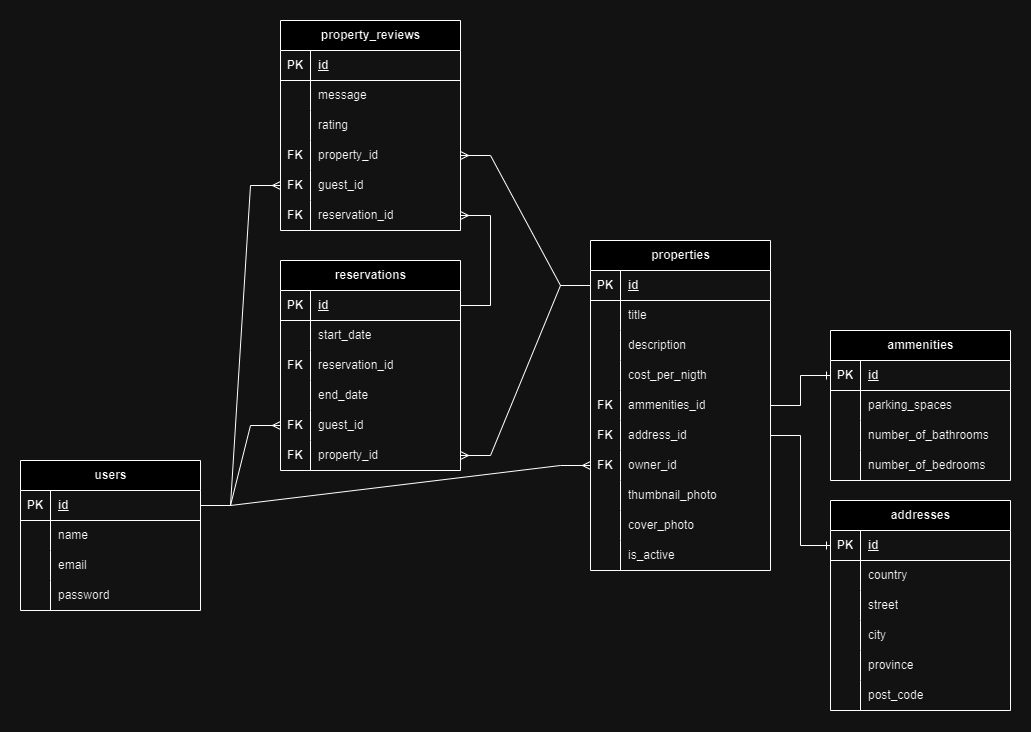 property_reviews
PK id
message
rating
FK property_id
FK guest_id
FK reservation_id
reservations
PK id
start_date
FK reservation_id
end_date
FK guest_id
FK property_id
users
PK id
name
email
password
properties
PK id
title
description
cost_per_nigth
FK ammenities_id
FK address_id
FK owner_id
thumbnail_photo
cover_photo
is_active
ammenities
PK id
parking_spaces
number_of_bathrooms
number_of_bedrooms
addresses
PK id
country
street
city
province
post_code